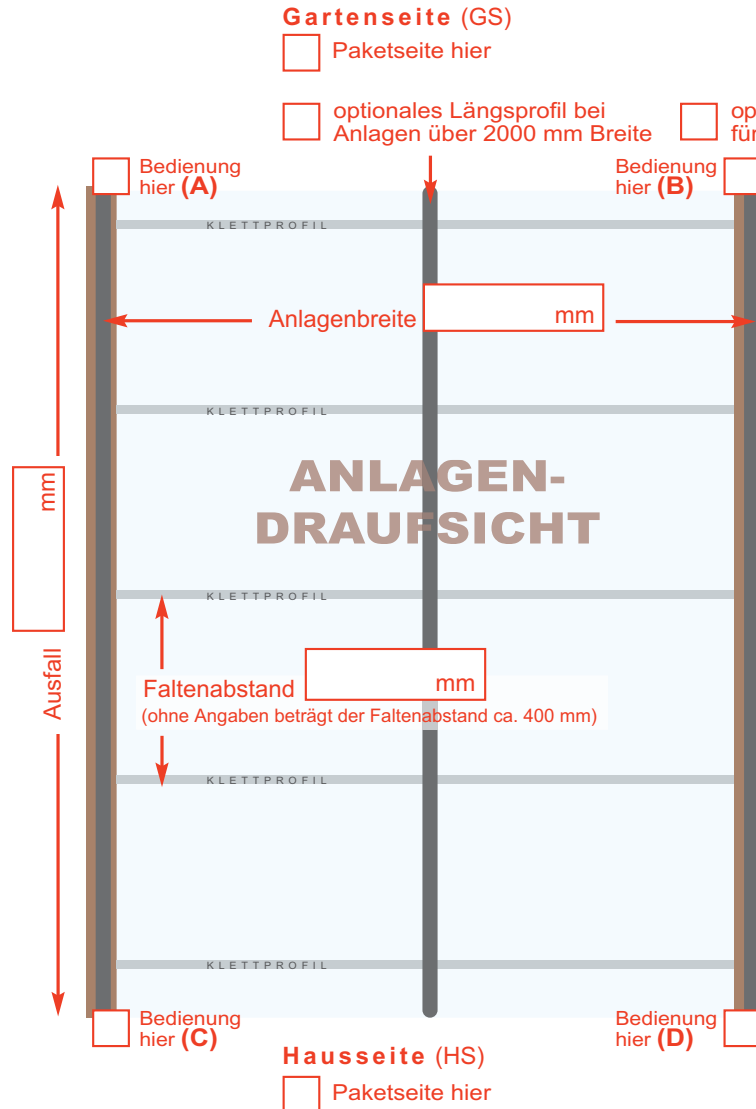 Gartenseite (GS)
Paketseite hier
optionales Längsprofil bei
Anlagen über 2000 mm Breite
op
für
Bedienung
hier (A)
Bedienung
hier (B)
KLETTPROFIL
Anlagenbreite mm
KLETTPROFIL
ANLAGEN-
DRAUFSICHT
mm
Ausfall
KLETTPROFIL
Faltenabstand mm
(ohne Angaben beträgt der Faltenabstand ca. 400 mm)
KLETTPROFIL
KLETTPROFIL
Bedienung
hier (C)
Bedienung
hier (D)
Hausseite (HS)
Paketseite hier